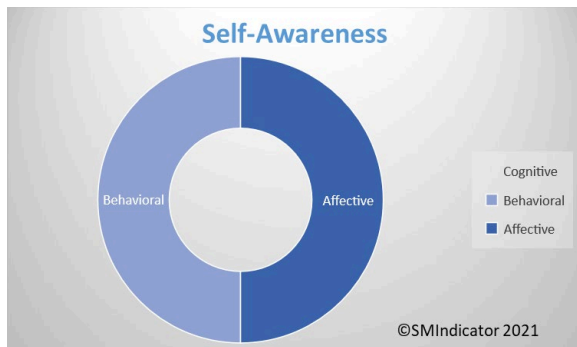 Self-Awareness
Behavioral
Affective
Cognitive
Behavioral
Affective
©SMIndicator 2021